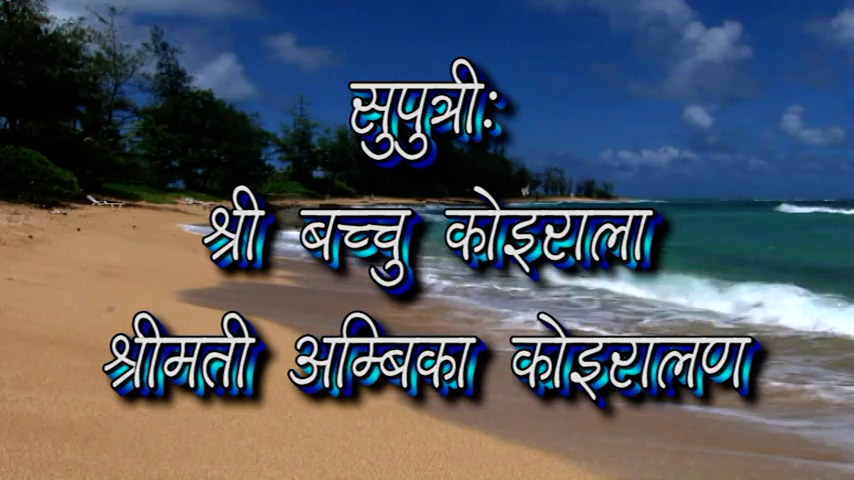 सुपुत्री:
श्री बच्चु कोइराला
श्रीमती अम्बिका कोइरालण